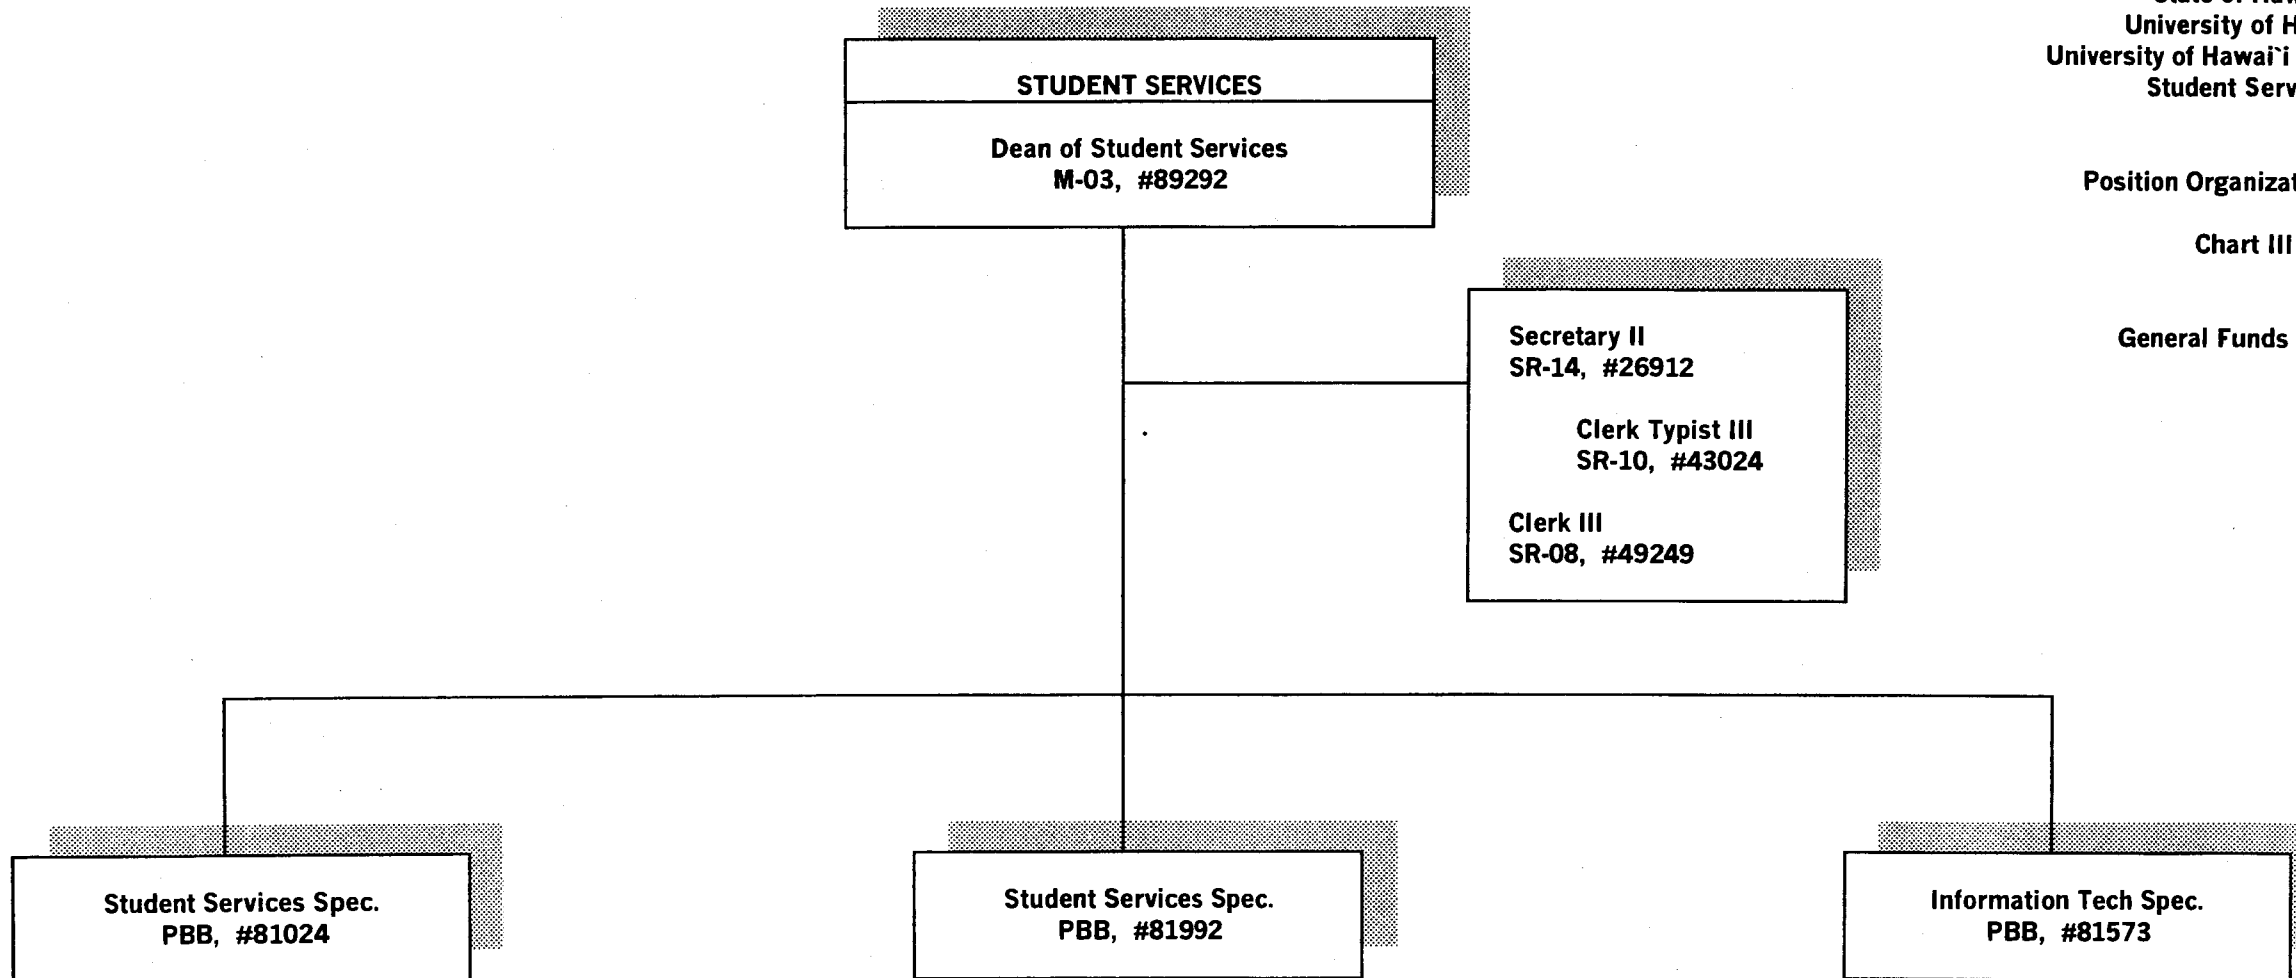 State of
University of
University of Hawai`i
Student
Position
Chart III
General Funds
STUDENT SERVICES
Dean of Student Services
M-03, #89292
Secretary II
SR-14, #26912
Clerk Typist III
SR-10, #43024
Clerk III
SR-08, #49249
Student Services Spec.
PBB, #81024
Student Services Spec.
PBB, #81992
Information Tech Spec.
PBB, #81573